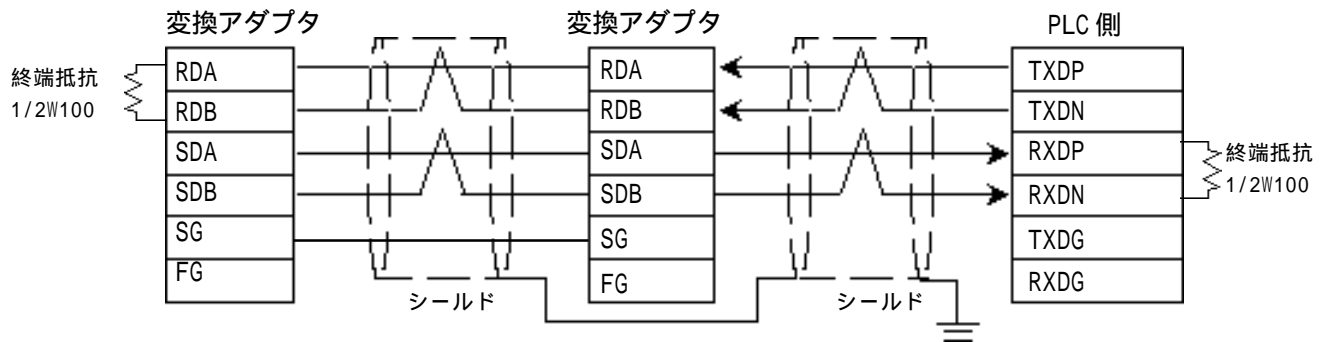 変換アダプタ
変換アダプタ
PLC 側
終端抵抗
1/2W100
RDA
RDB
SDA
SDB
SG
FG
シールド
RDA
RDB
SDA
SDB
SG
FG
シールド
TXDP
TXDN
RXDP
RXDN
TXDG
RXDG
終端抵抗
1/2W100